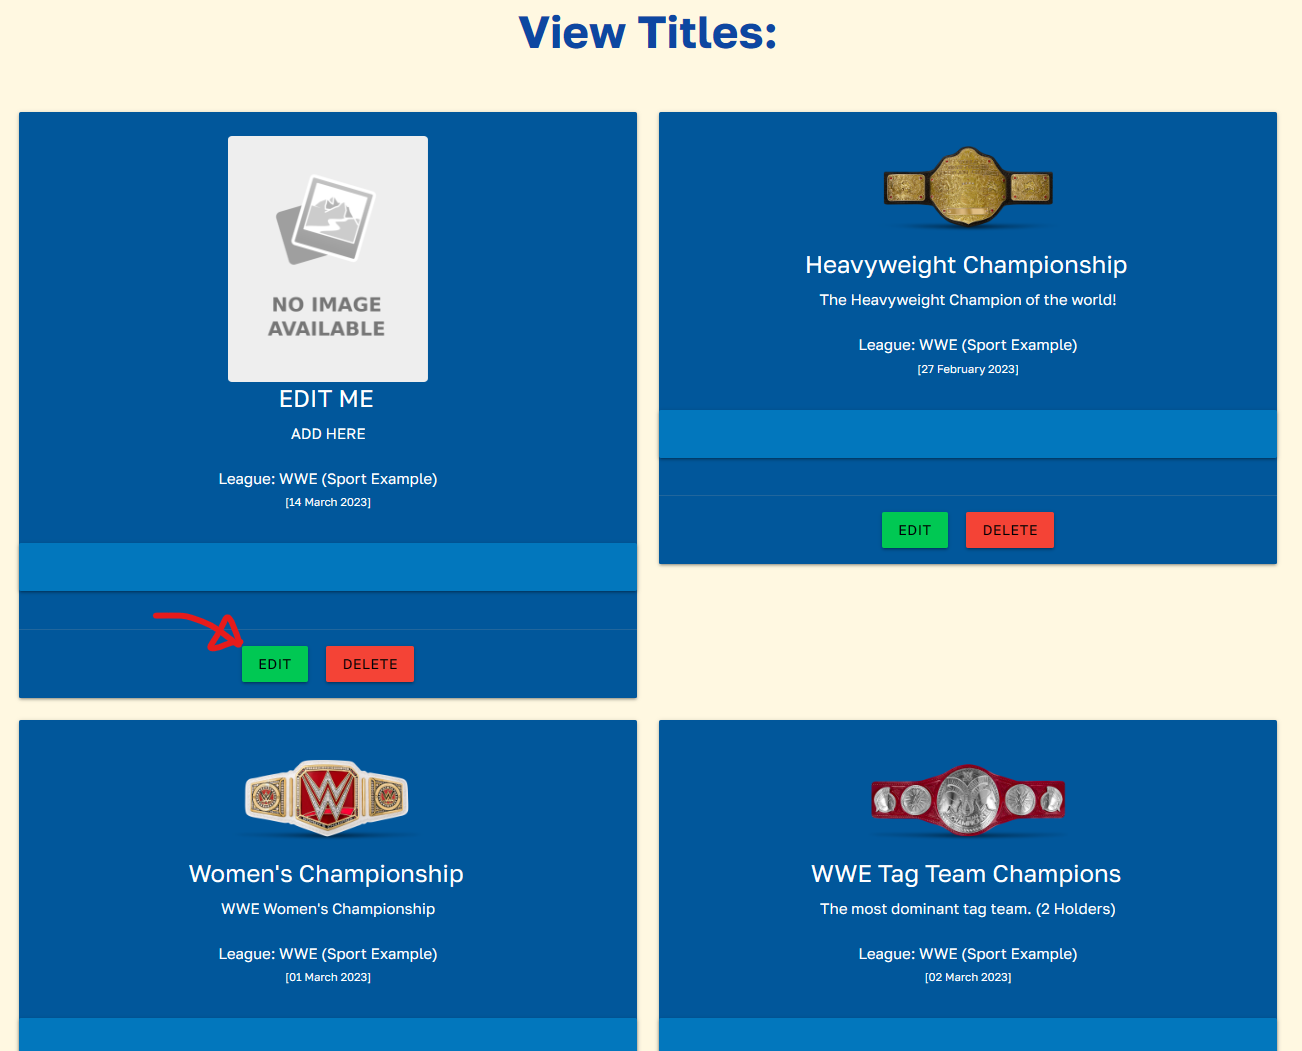 View Titles:
NO IMAGE
AVAILABLE
EDIT ME
ADD HERE
League: WWE (Sport Example)
[14 March 2023]
EDIT
DELETE
Heavyweight Championship
The Heavyweight Champion of the world!
League: WWE (Sport Example)
[27 February 2023]
EDIT
DELETE
Women's Championship
WWE Women's Championship
League: WWE (Sport Example)
[01 March 2023]
WWE Tag Team Champions
The most dominant tag team. (2 Holders)
League: WWE (Sport Example)
[02 March 2023]